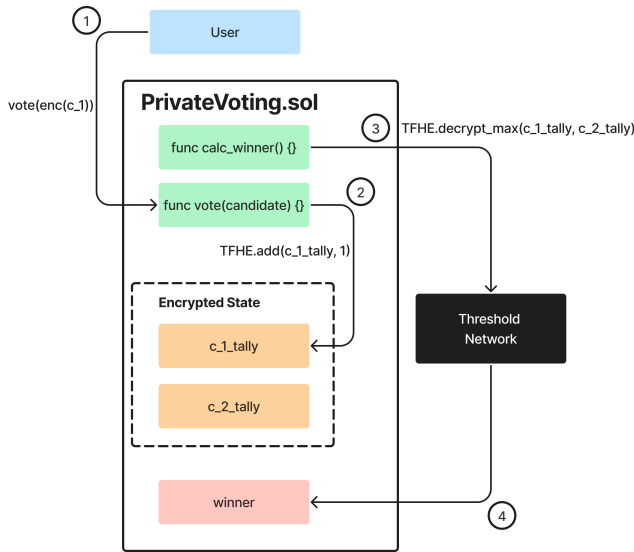 1
User
vote(enc(c_1))
PrivateVoting.sol
3
TFHE.decrypt_max(c_1_tally, c_2_tally)
func calc_winner() {}
2
func vote(candidate) {}
TFHE.add(c_1_tally, 1)
Encrypted State
Threshold
Network
c_1_tally
c_2_tally
winner
4